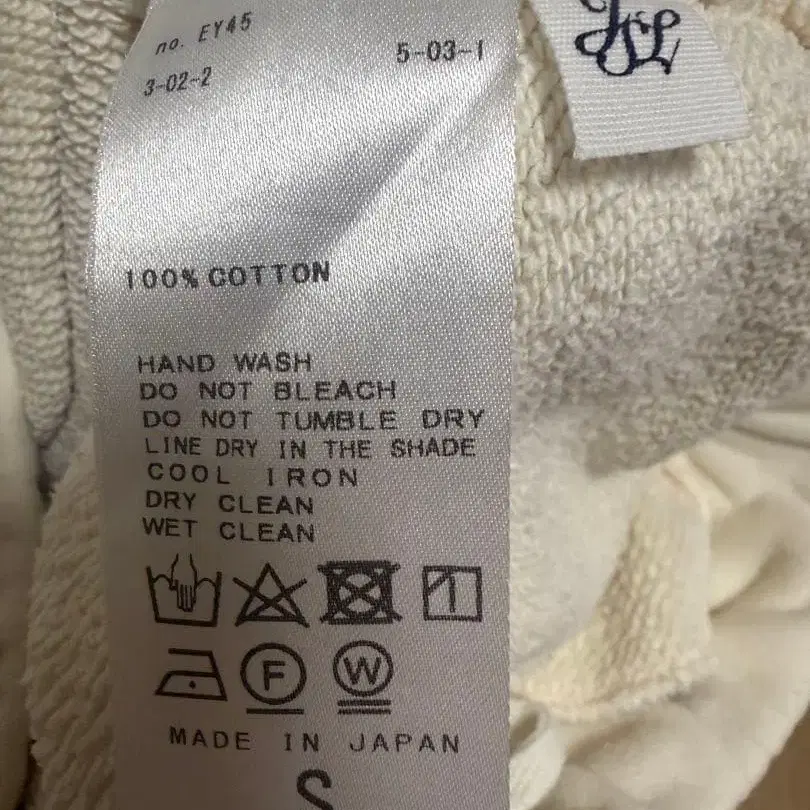 no. EY45
5-03-1
3-02-2
100% COTTON
HAND WASH
DO NOT BLEACH
DO NOT TUMBLE DRY
LINE DRY IN THE SHADE
COOL IRON
DRY CLEAN
WET CLEAN
F
W
MADE IN JAPAN
S